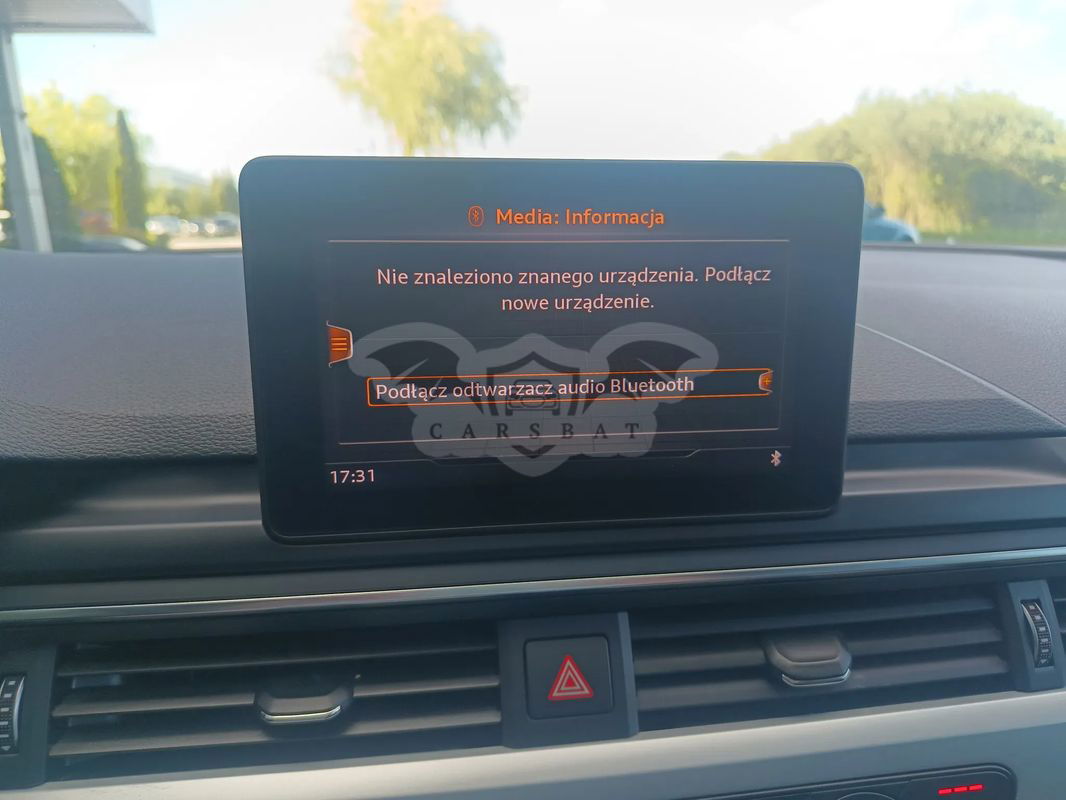 Media: Informacja
Nie znaleziono znanego urządzenia. Podłącz
nowe urządzenie.
Podłącz odtwarzacz audio Bluetooth
CARSBAT
17:31